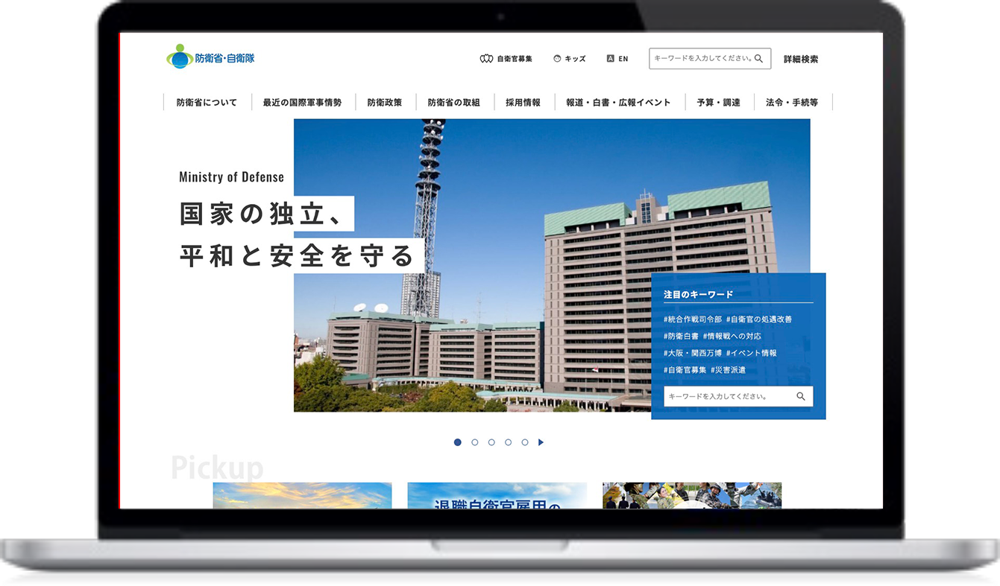 防衛省・自衛隊
自衛官募集 キッズ A EN キーワードを入力してください。 詳細検索
防衛省について 最近の国際軍事情勢 防衛政策 防衛省の取組 採用情報 報道・白書・広報イベント 予算・調達 法令・手続等
Ministry of Defense
国家の独立、
平和と安全を守る
注目のキーワード
#統合作戦司令部 #自衛官の処遇改善
#防衛白書 #情報戦への対応
#大阪・関西万博 #イベント情報
#自衛官募集 #災害派遣
キーワードを入力してください。
Pickup
退職自衛官雇用の